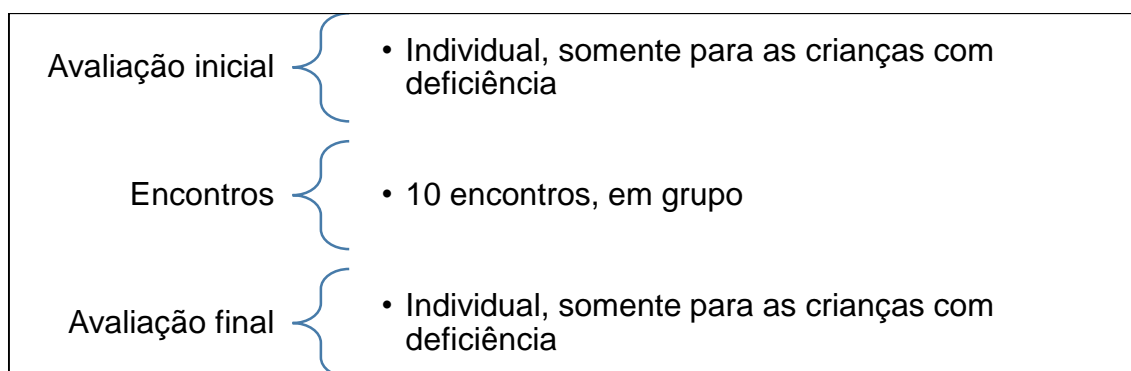 Avaliação inicial
• Individual, somente para as crianças com
deficiência
Encontros
• 10 encontros, em grupo
Avaliação final
• Individual, somente para as crianças com
deficiência